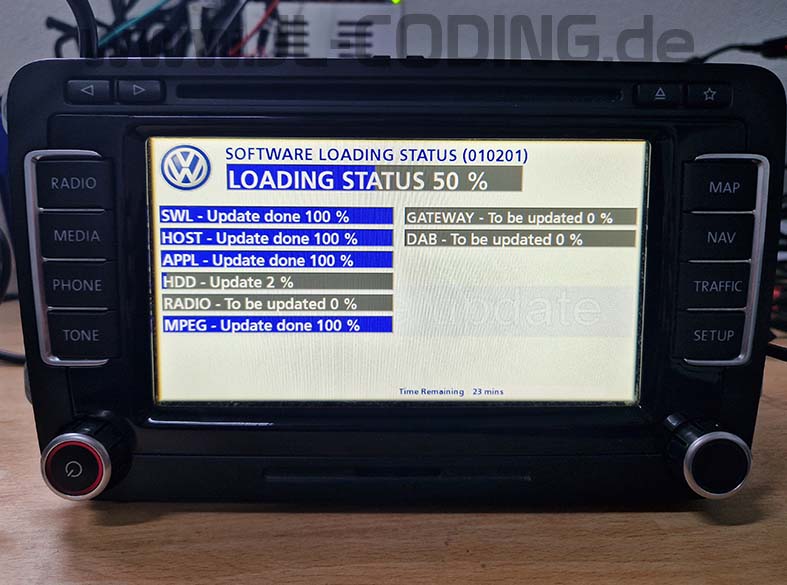 www.JL-CODING.de
SOFTWARE LOADING STATUS (010201)
LOADING STATUS 50 %
SWL - Update done 100 %
HOST - Update done 100 %
APPL - Update done 100 %
HDD - Update 2 %
RADIO - To be updated 0 %
MPEG - Update done 100 %
GATEWAY - To be updated 0 %
DAB - To be updated 0 %
Update
Time Remaining 23 mins
RADIO
MEDIA
PHONE
TONE
MAP
NAV
TRAFFIC
SETUP